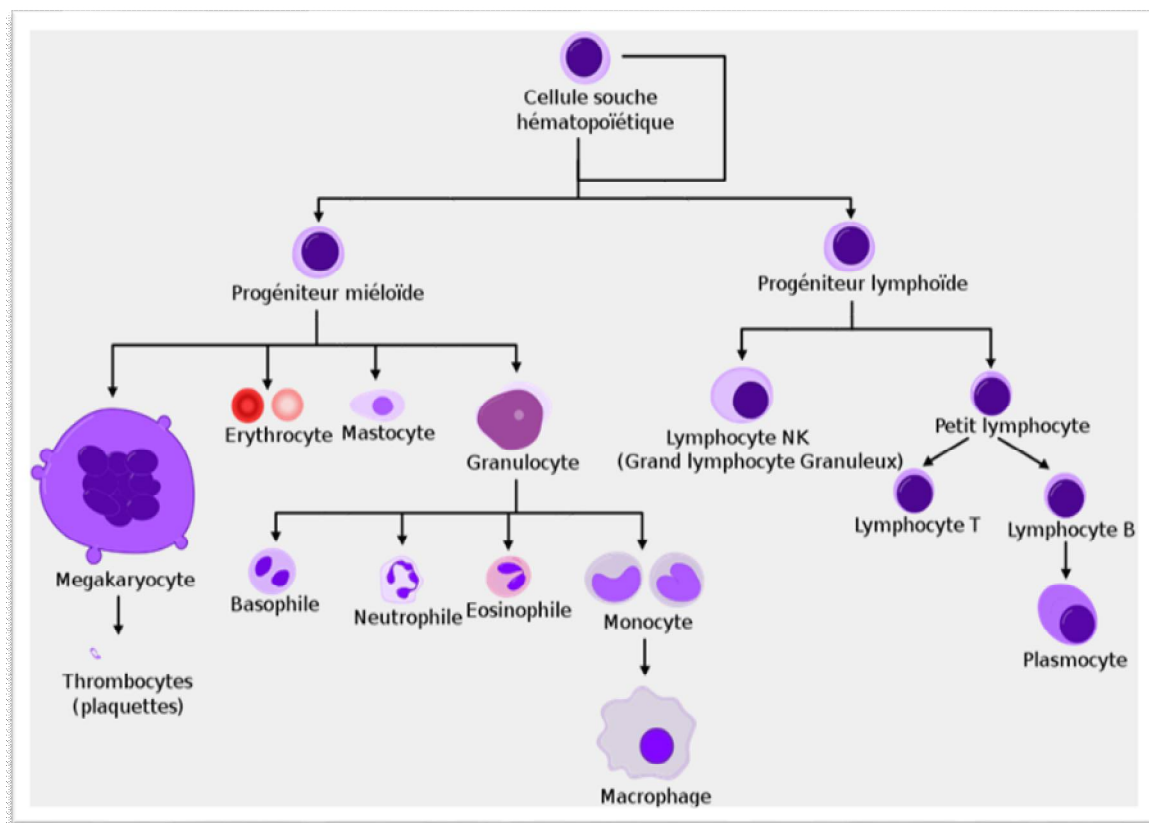 Cellule souche
hématopoïétique
Progéniteur miéloïde
Progéniteur lymphoïde
Erythrocyte
Mastocyte
Granulocyte
Lymphocyte NK
(Grand lymphocyte Granuleux)
Petit lymphocyte
Lymphocyte T
Lymphocyte B
Megakaryocyte
Basophile
Neutrophile
Eosinophile
Monocyte
Plasmocyte
Thrombocytes
(plaquettes)
Macrophage